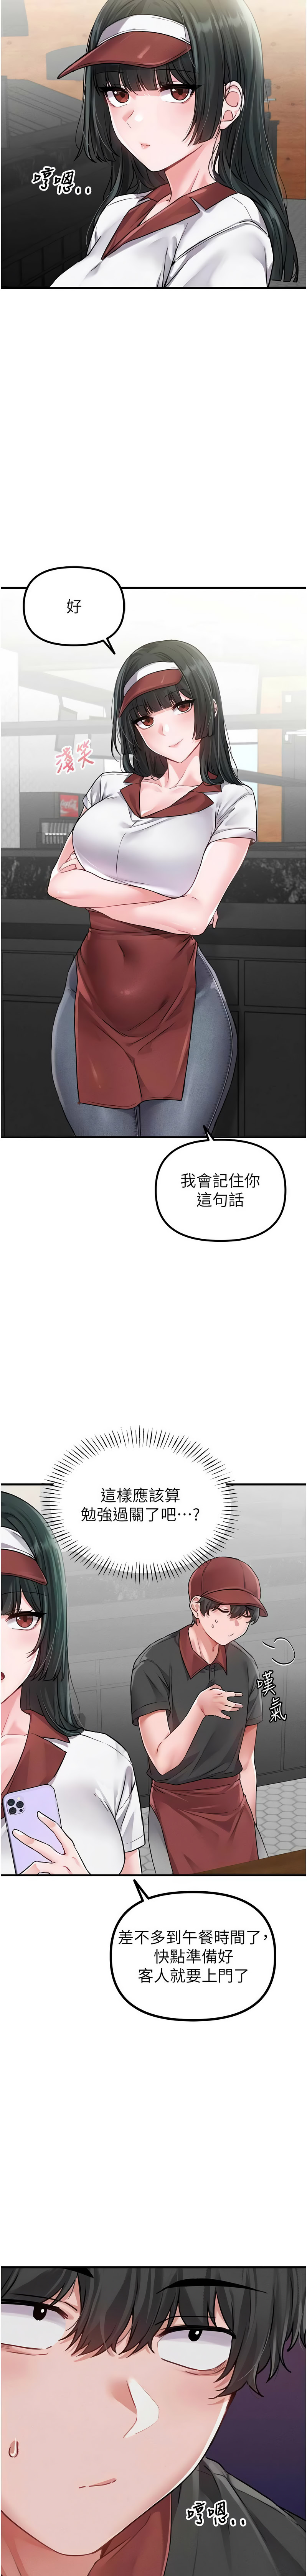 哼嗯..
好
淺笑
我會記住你
這句話
這樣應該算
勉強過關了吧…?
嘆氣
差不多到午餐時間了,
快點準備好
客人就要上門了
哼嗯..